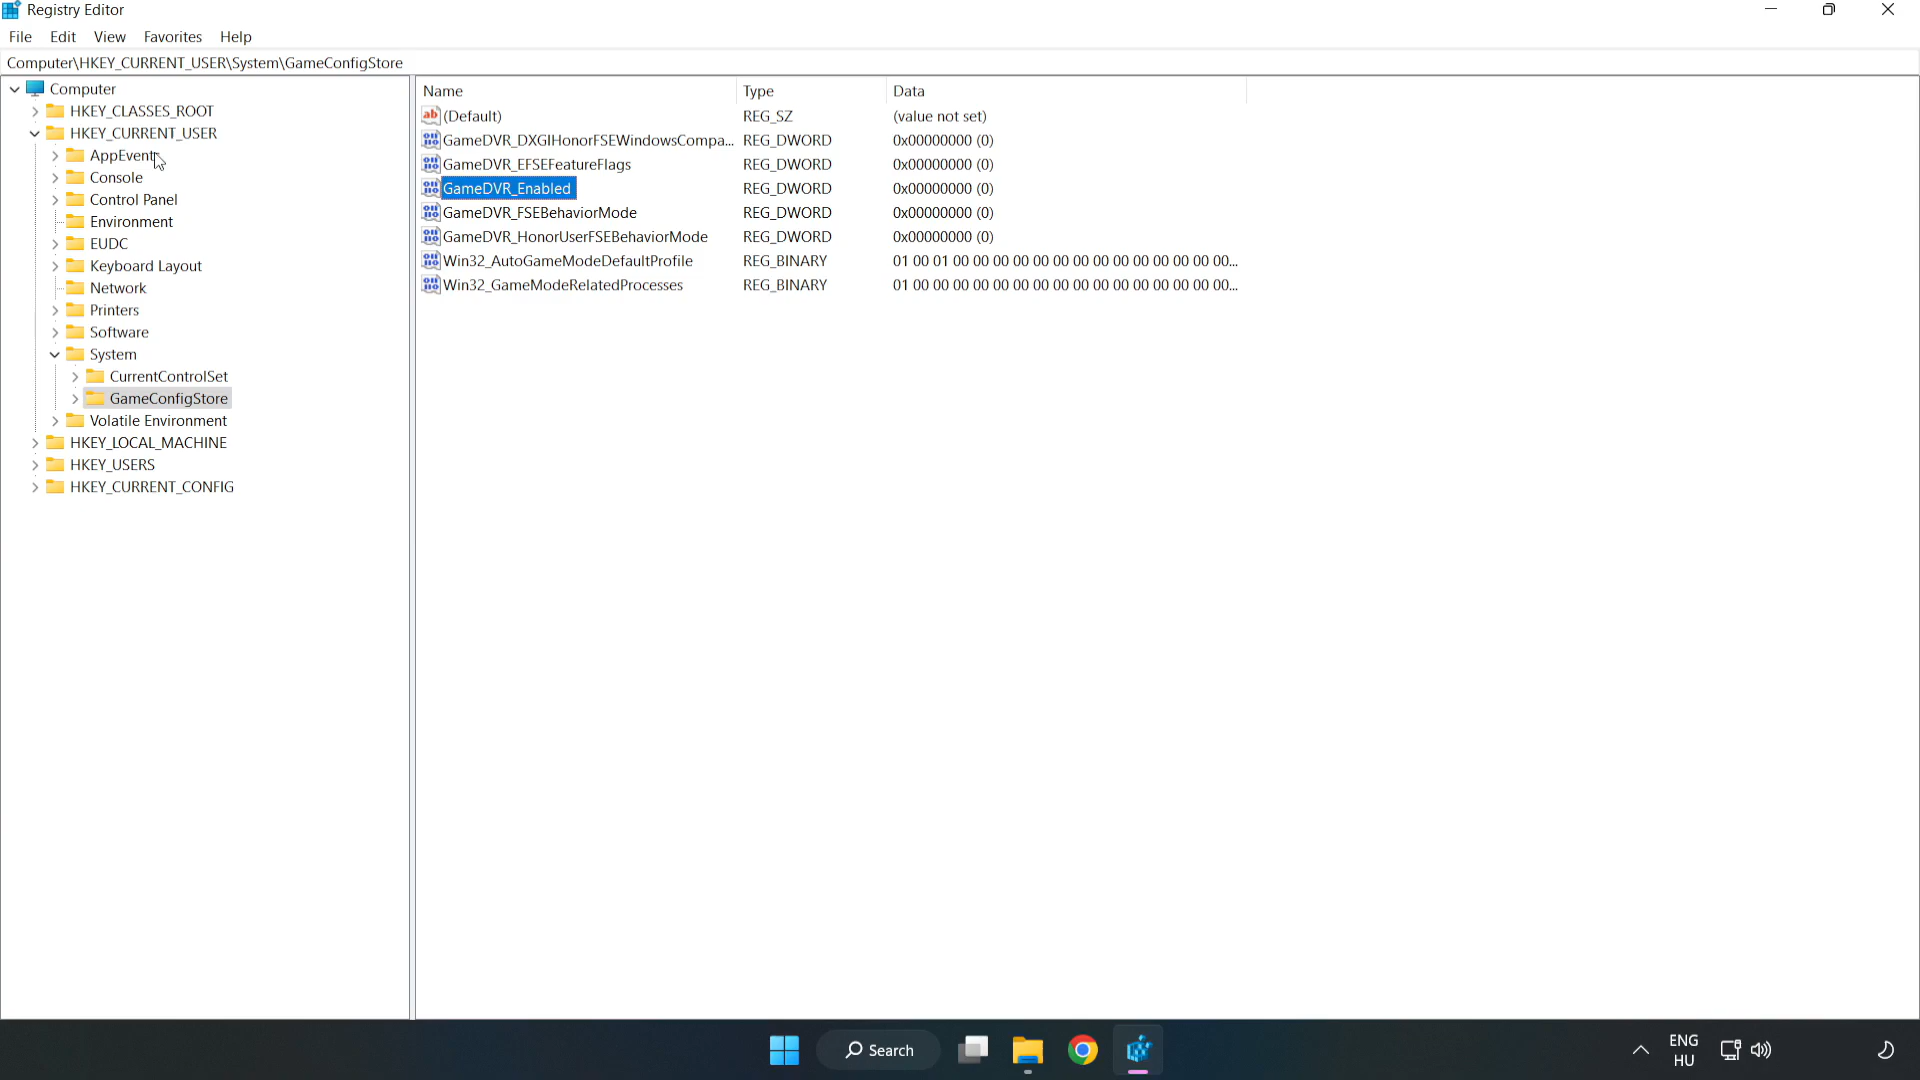 Registry Editor
File Edit View Favorites Help
Computer\HKEY_CURRENT_USER\System\GameConfigStore
Computer
HKEY_CLASSES_ROOT
HKEY_CURRENT_USER
AppEvents
Console
Control Panel
Environment
EUDC
Keyboard Layout
Network
Printers
Software
System
CurrentControlSet
GameConfigStore
Volatile Environment
HKEY_LOCAL_MACHINE
HKEY_USERS
HKEY_CURRENT_CONFIG
Name Type Data
(Default) REG_SZ (value not set)
GameDVR_DXGIHonorFSEWindowsCompa... REG_DWORD 0x00000000 (0)
GameDVR_EFSEFeatureFlags REG_DWORD 0x00000000 (0)
GameDVR_Enabled REG_DWORD 0x00000000 (0)
GameDVR_FSEBehaviorMode REG_DWORD 0x00000000 (0)
GameDVR_HonorUserFSEBehaviorMode REG_DWORD 0x00000000 (0)
Win32_AutoGameModeDefaultProfile REG_BINARY 01 00 01 00 00 00 00 00 00 00 00 00 00 00 00 00 00...
Win32_GameModeRelatedProcesses REG_BINARY 01 00 00 00 00 00 00 00 00 00 00 00 00 00 00 00 00...
Search
ENG
HU